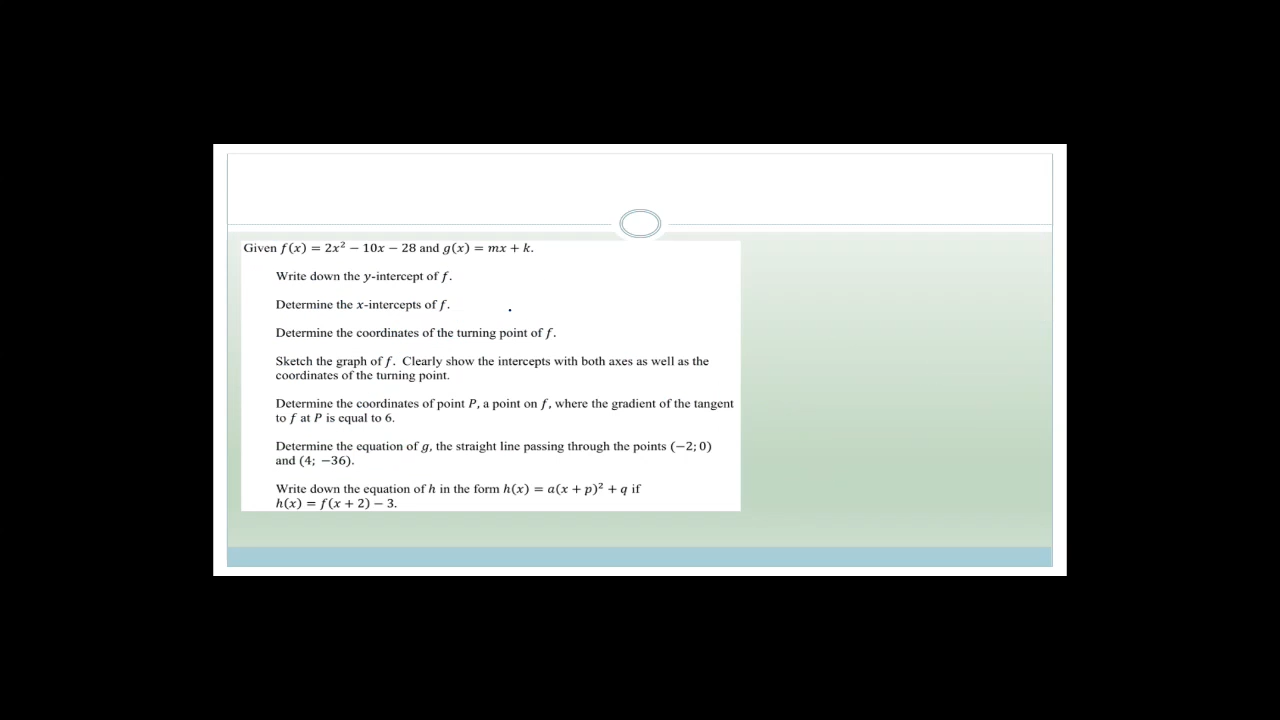 Given f(x) = 2x² − 10x − 28 and g(x) = mx + k.
Write down the y-intercept of f.
Determine the x-intercepts of f.
Determine the coordinates of the turning point of f.
Sketch the graph of f. Clearly show the intercepts with both axes as well as the
coordinates of the turning point.
Determine the coordinates of point P, a point on f, where the gradient of the tangent
to f at P is equal to 6.
Determine the equation of g, the straight line passing through the points (−2; 0)
and (4; −36).
Write down the equation of h in the form h(x) = a(x + p)² + q if
h(x) = f(x + 2) − 3.